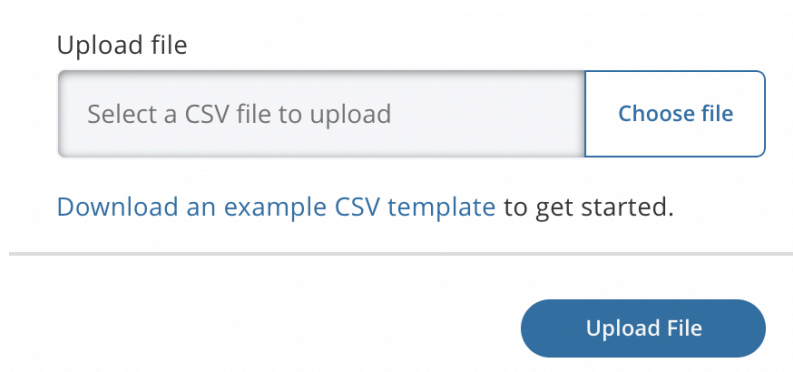 Upload file
Select a CSV file to upload
Choose file
Download an example CSV template to get started.
Upload File